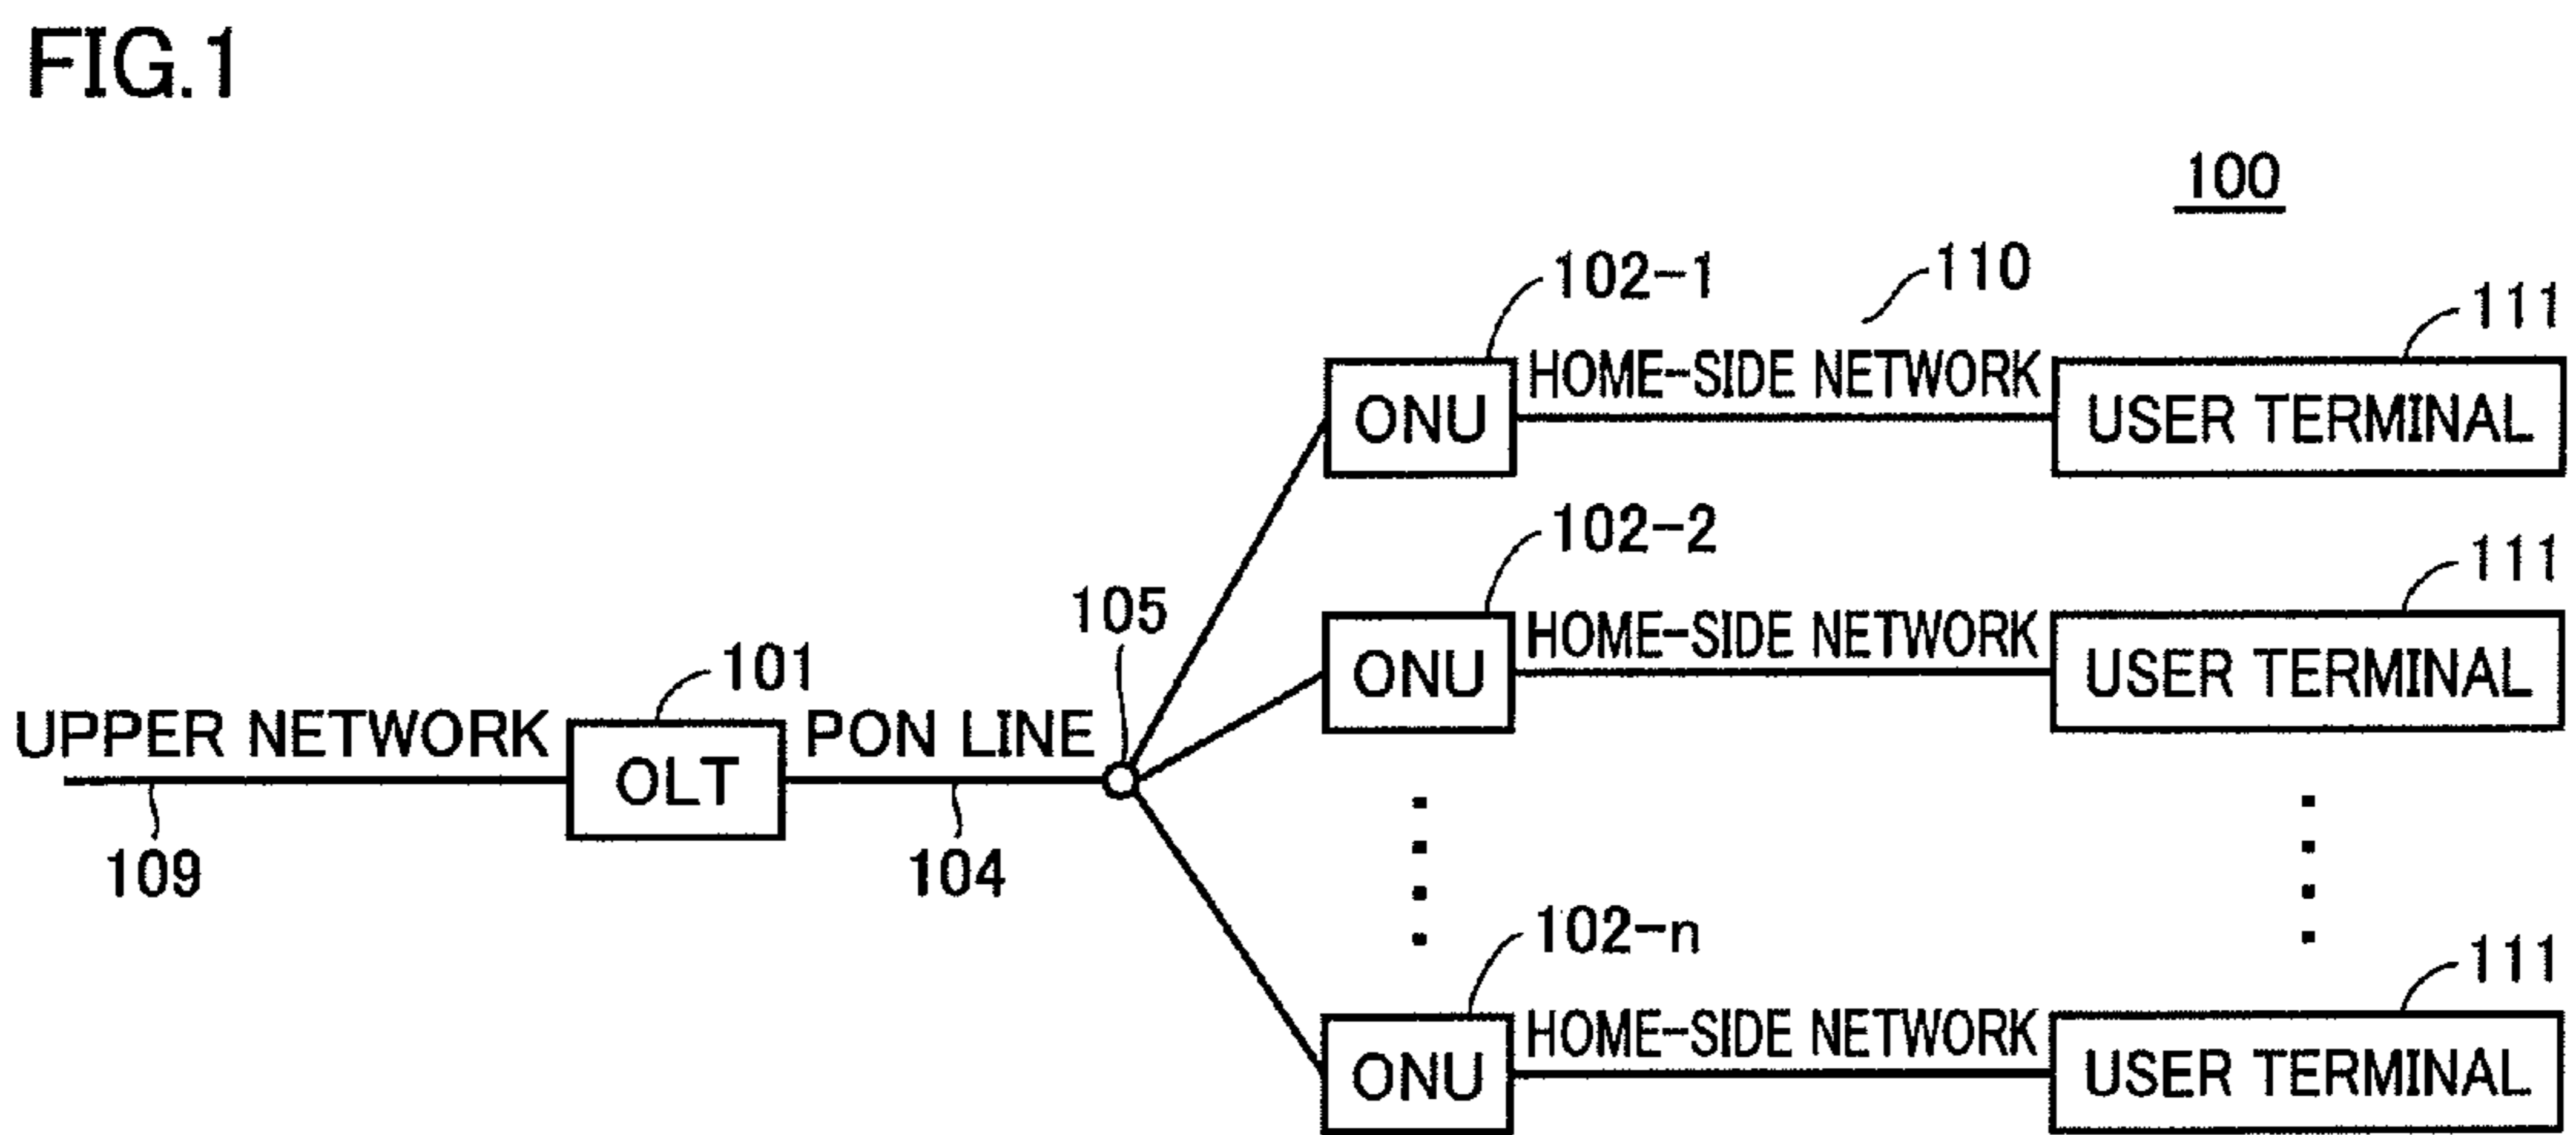 FIG.1
100
102-1
110
111
HOME-SIDE NETWORK
ONU
USER TERMINAL
102-2
111
105
HOME-SIDE NETWORK
101
ONU
USER TERMINAL
UPPER NETWORK
PON LINE
OLT
109
104
102-n
111
HOME-SIDE NETWORK
ONU
USER TERMINAL